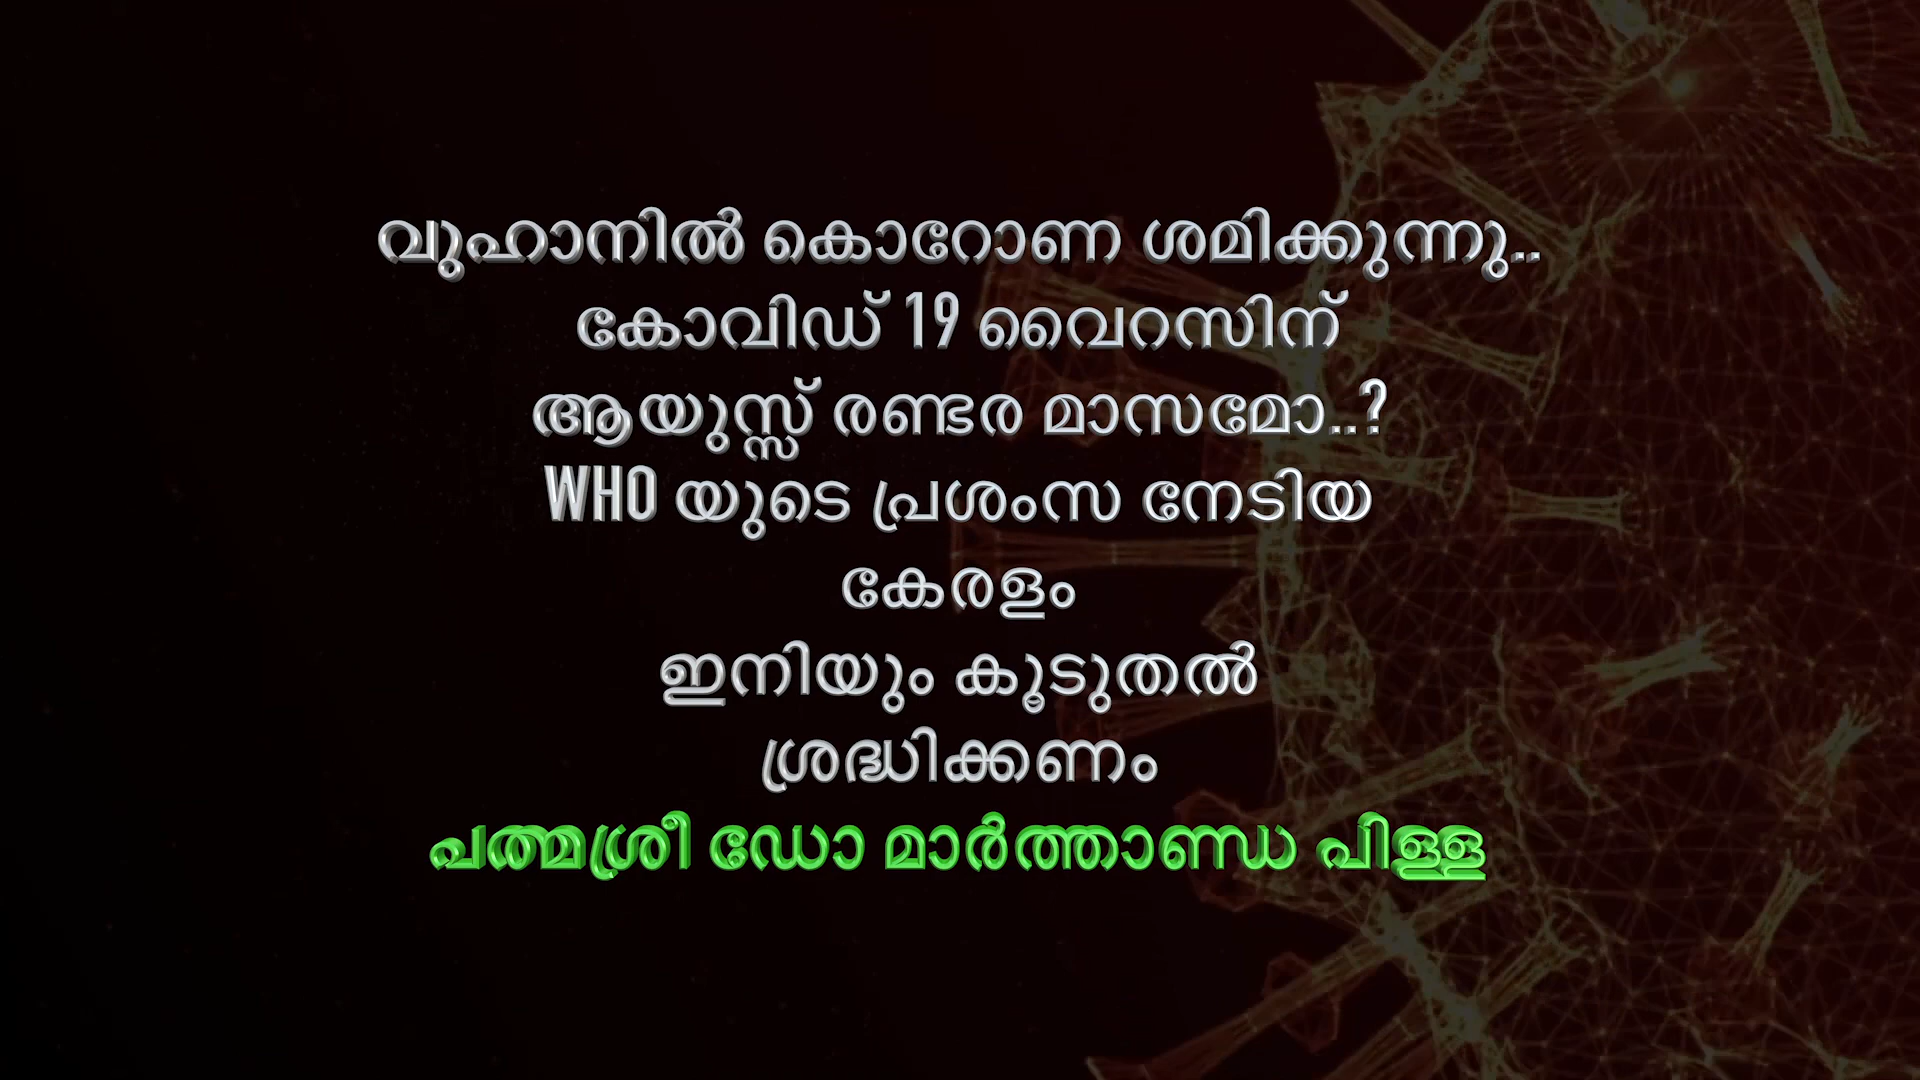 വുഹാനിൽ കൊറോണ ശമിക്കുന്നു..
കോവിഡ് 19 വൈറസിന്
ആയുസ്സ് രണ്ടര മാസമോ..?
WHO യുടെ പ്രശംസ നേടിയ
കേരളം
ഇനിയും കൂടുതൽ
ശ്രദ്ധിക്കണം
പത്മശ്രീ ഡോ മാർത്താണ്ഡ പിള്ള